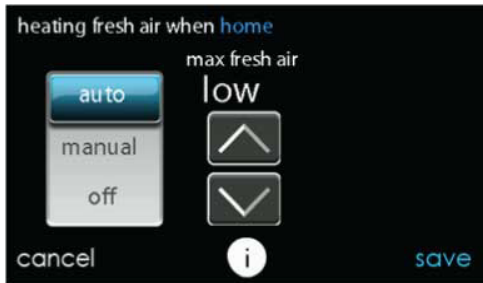 heating fresh air when home
max fresh air
auto
low
manual
off
cancel
i
save